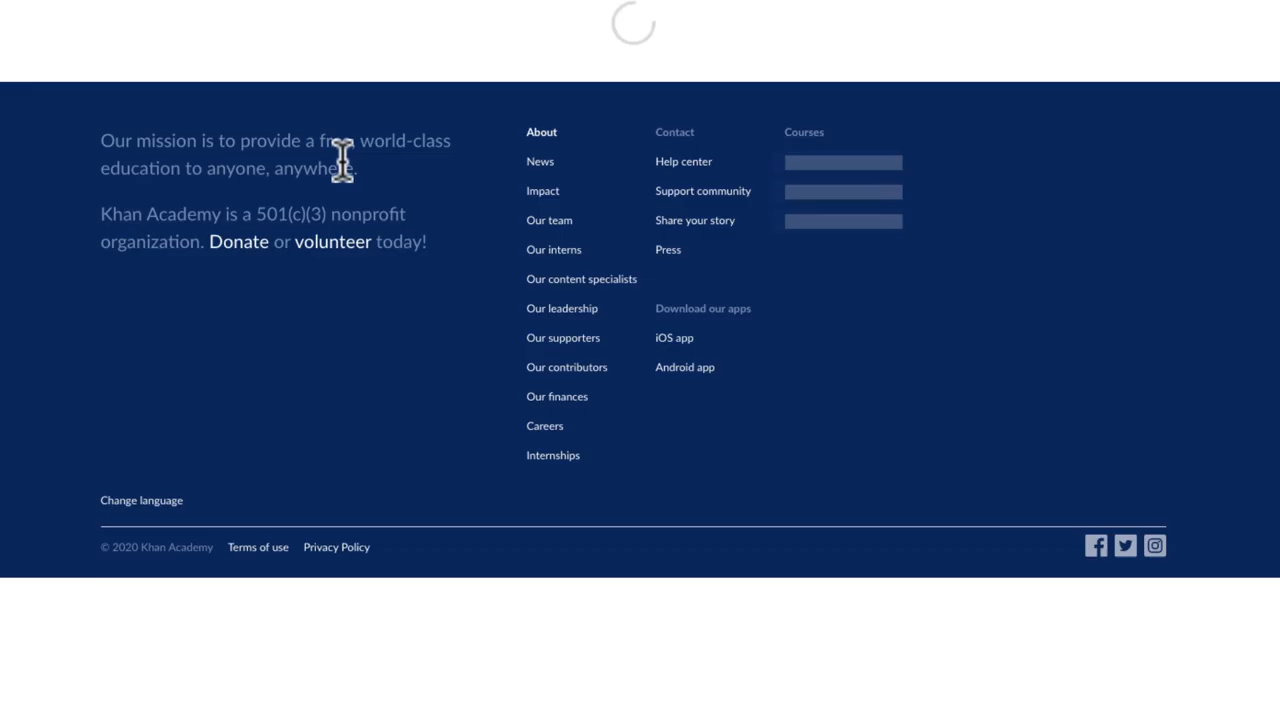 Our mission is to provide a free, world-class
education to anyone, anywhere.
Khan Academy is a 501(c)(3) nonprofit
organization. Donate or volunteer today!
About
News
Impact
Our team
Our interns
Our content specialists
Our leadership
Our supporters
Our contributors
Our finances
Careers
Internships
Contact
Help center
Support community
Share your story
Press
Download our apps
iOS app
Android app
Courses
Change language
© 2020 Khan Academy Terms of use Privacy Policy